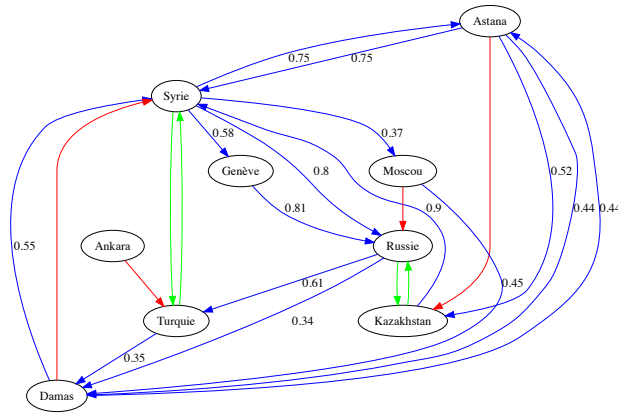 Astana
0.75 0.75
Syrie
0.58 0.37
Genève 0.8 Moscou 0.52
0.81 0.9 0.44 0.44
Ankara Russie
0.55 0.61 0.45
Turquie 0.34 Kazakhstan
0.35
Damas